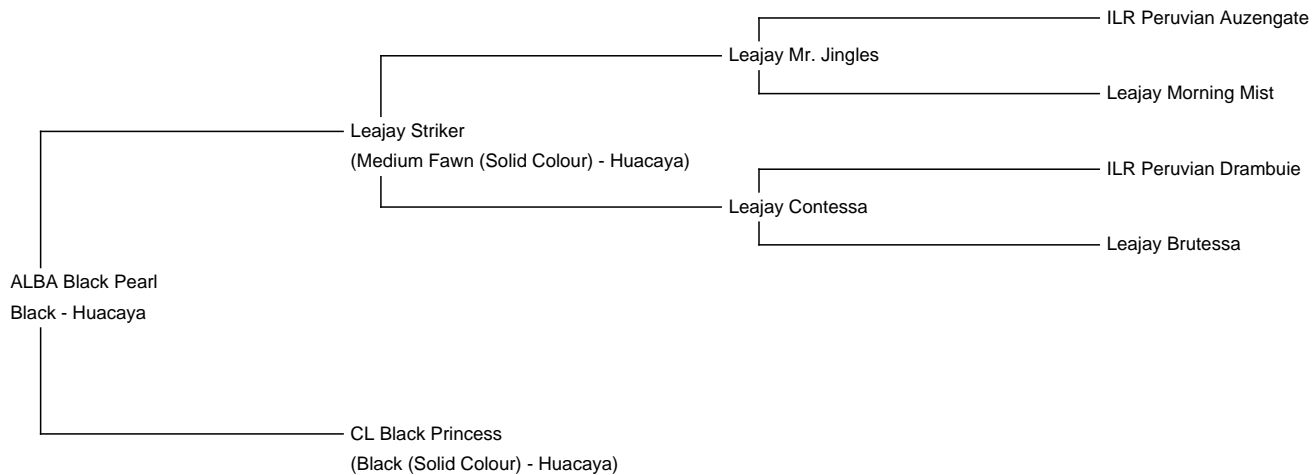 ILR Peruvian Auzengate
Leajay Mr. Jingles
Leajay Morning Mist
Leajay Striker
(Medium Fawn (Solid Colour) - Huacaya)
ILR Peruvian Drambuie
Leajay Contessa
Leajay Brutessa
ALBA Black Pearl
Black - Huacaya
CL Black Princess
(Black (Solid Colour) - Huacaya)